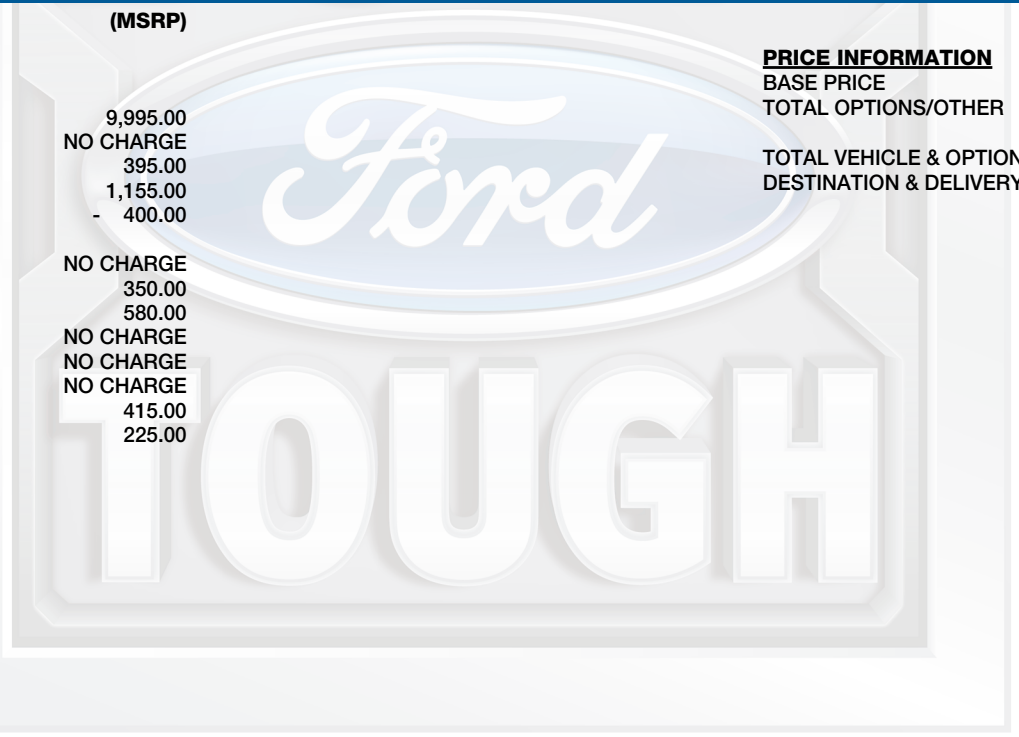 (MSRP)
9,995.00
NO CHARGE
395.00
1,155.00
- 400.00
NO CHARGE
350.00
580.00
NO CHARGE
NO CHARGE
NO CHARGE
415.00
225.00
PRICE INFORMATION
BASE PRICE
TOTAL OPTIONS/OTHER
TOTAL VEHICLE & OPTION
DESTINATION & DELIVERY
Ford
TOUGH